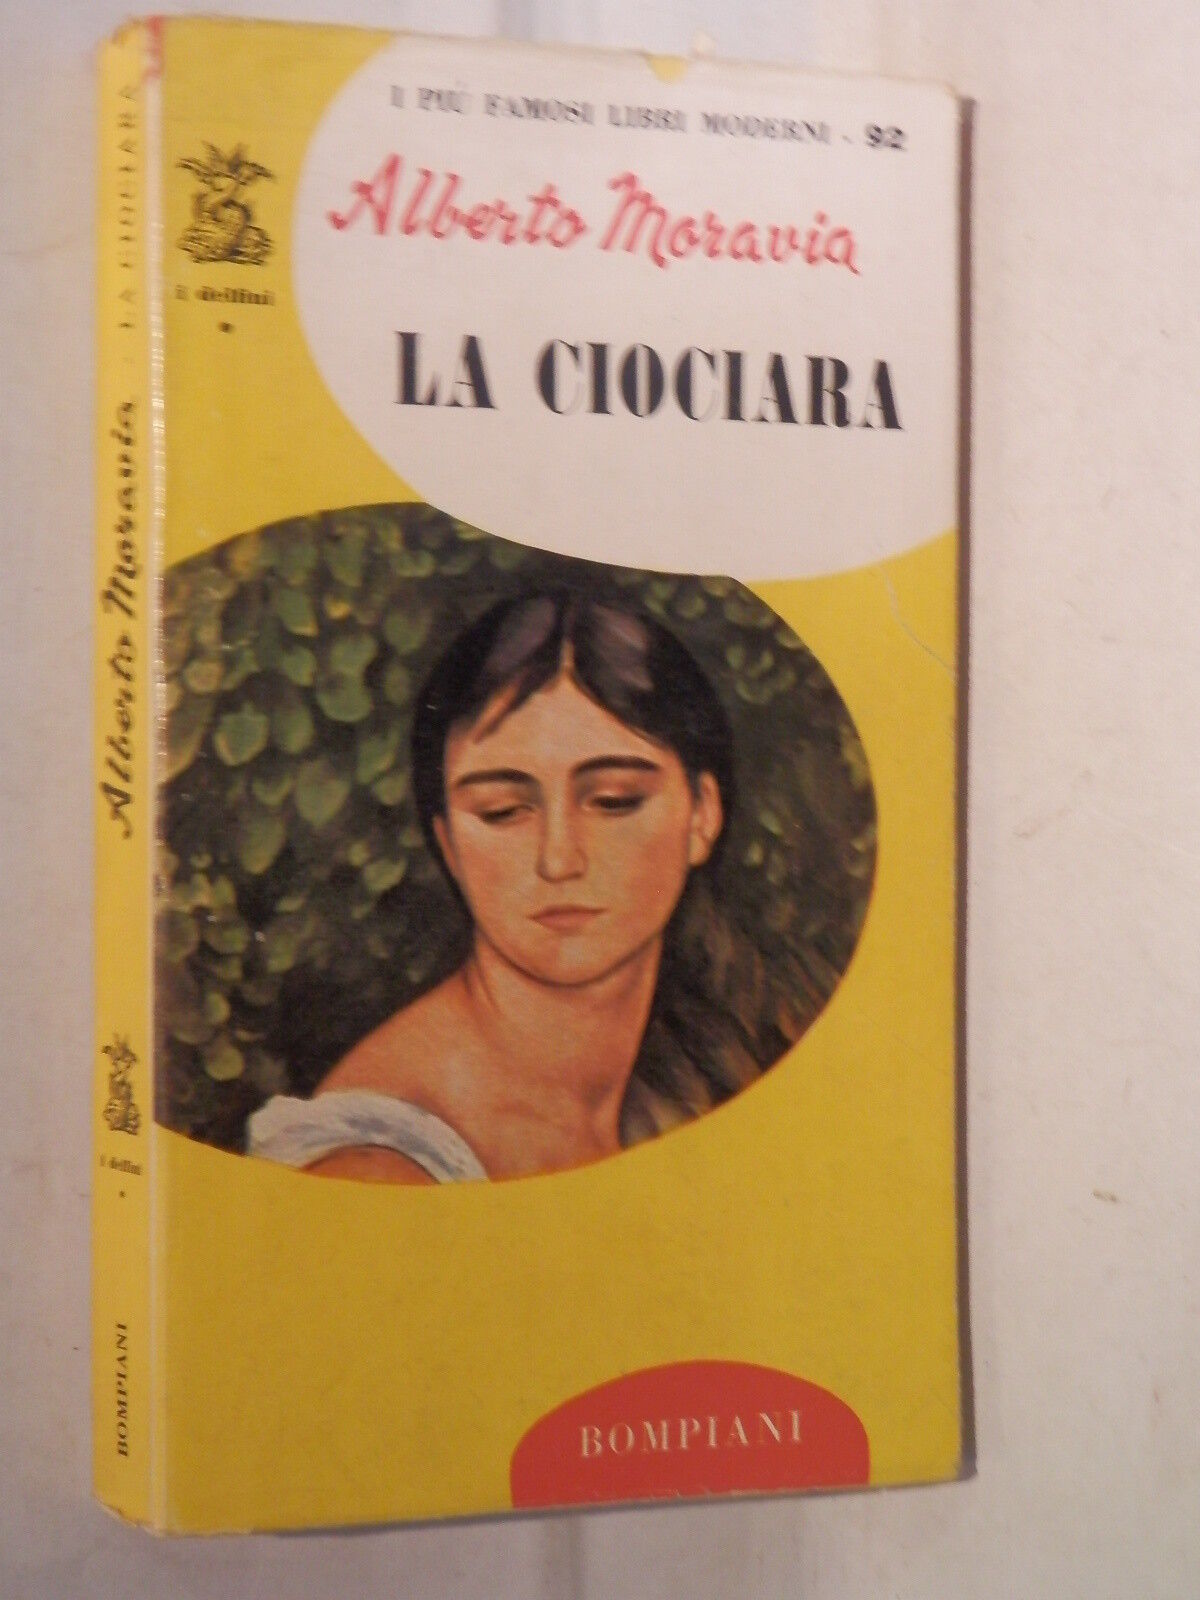 I PIÙ FAMOSI LIBRI MODERNI - 92
Alberto Moravia
LA CIOCIARA
i delfini
BOMPIANI
Alberto Moravia : LA CIOCIARA
i delfini
BOMPIANI